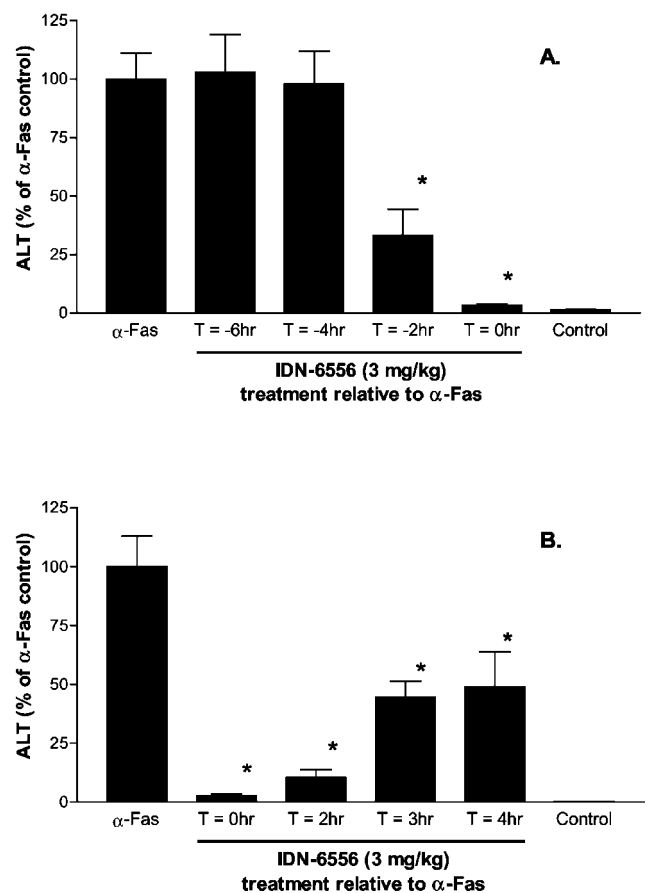 A.
ALT (% of α-Fas control)
125
100
75
50
25
0
*
*
α-Fas
T = -6hr
T = -4hr
T = -2hr
T = 0hr
Control
IDN-6556 (3 mg/kg)
treatment relative to α-Fas
B.
ALT (% of α-Fas control)
125
100
75
50
25
0
*
*
*
*
α-Fas
T = 0hr
T = 2hr
T = 3hr
T = 4hr
Control
IDN-6556 (3 mg/kg)
treatment relative to α-Fas